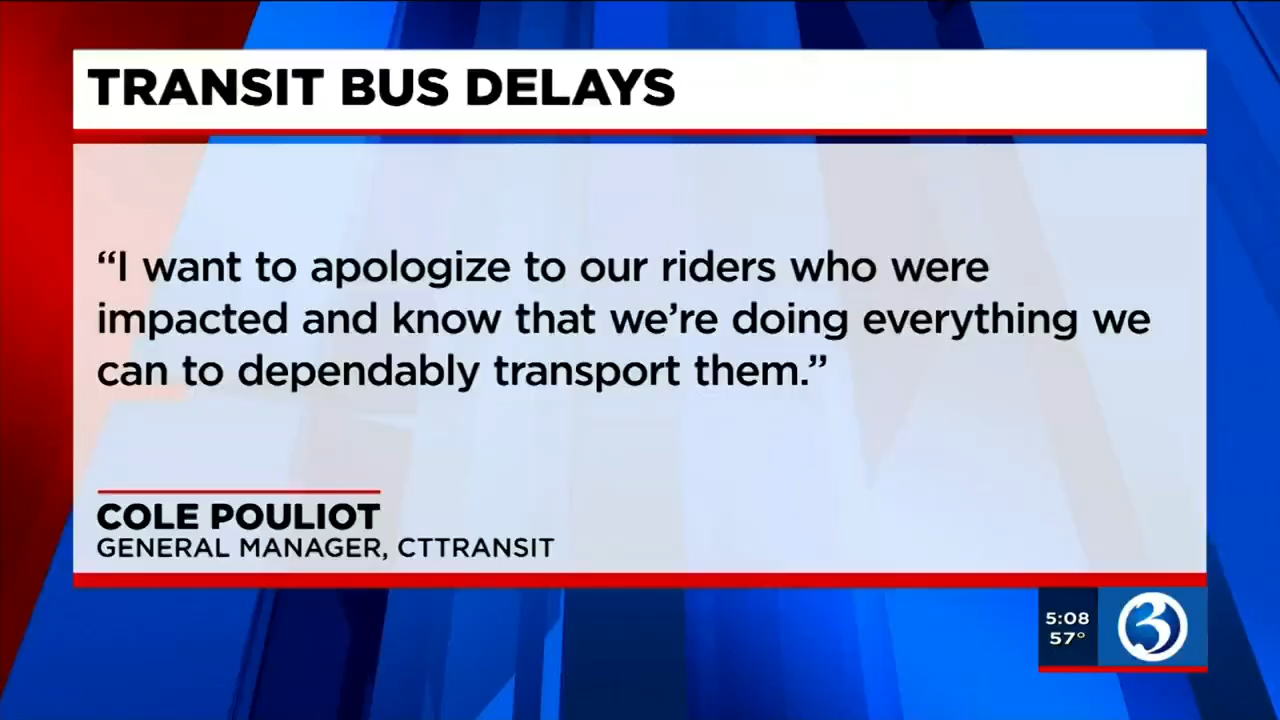 TRANSIT BUS DELAYS
“I want to apologize to our riders who were
impacted and know that we’re doing everything we
can to dependably transport them.”
COLE POULIOT
GENERAL MANAGER, CTTRANSIT
5:08
57°
3